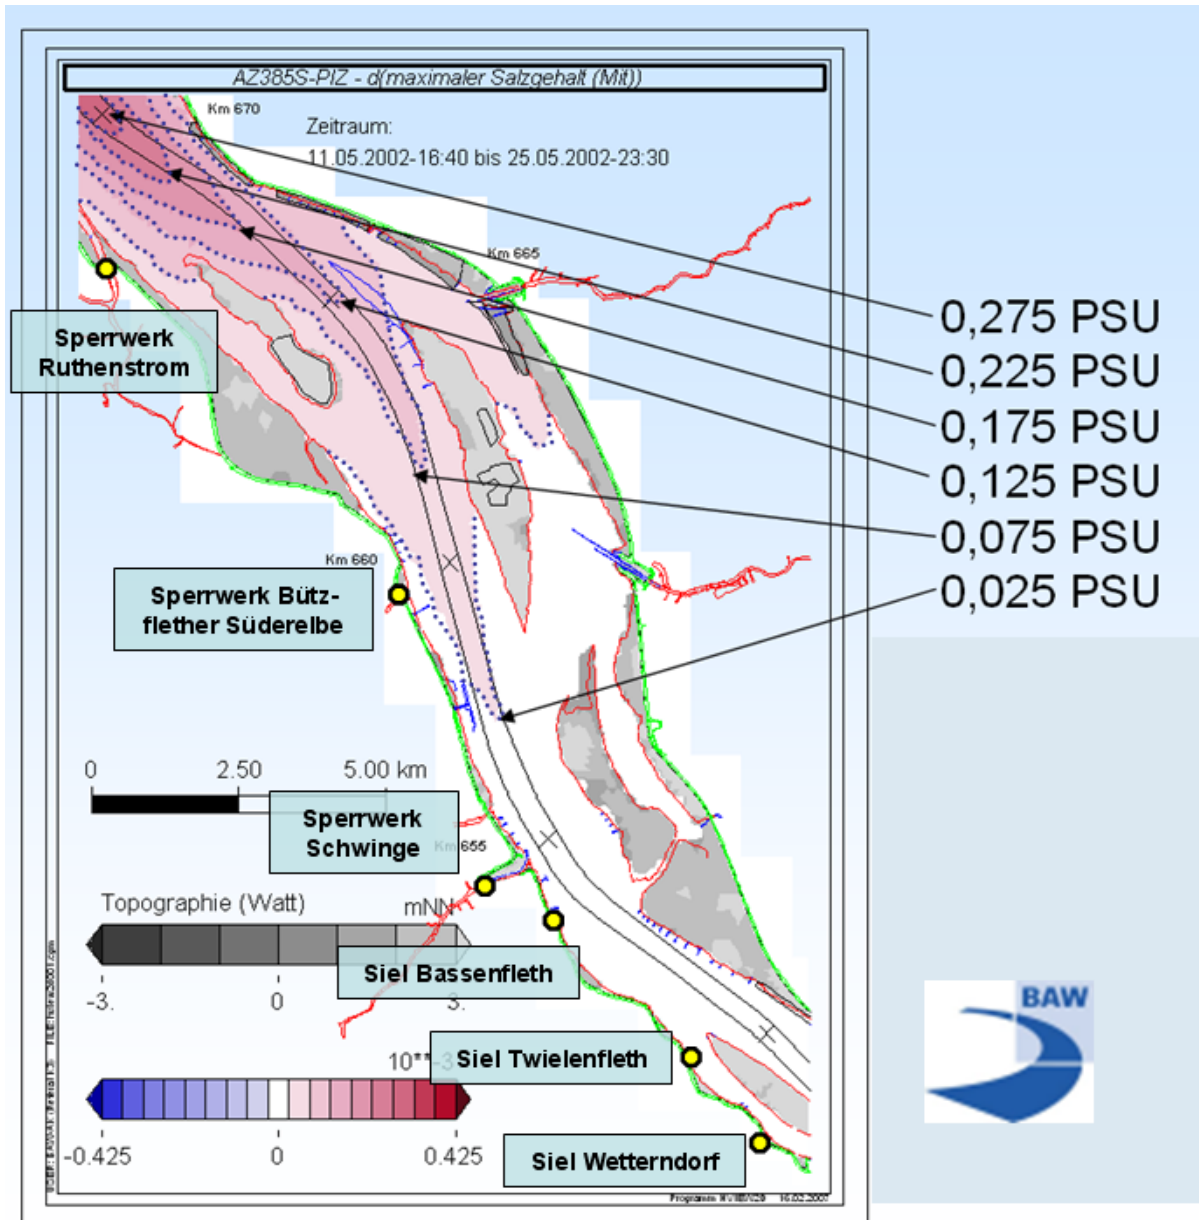 AZ385S-PIZ - d(maximaler Salzgehalt (Mit))
Km 670
Zeitraum:
11.05.2002-16:40 bis 25.05.2002-23:30
Km 665
0,275 PSU
0,225 PSU
0,175 PSU
0,125 PSU
0,075 PSU
0,025 PSU
Sperrwerk
Ruthenstrom
Km 660
Sperrwerk Bütz-
flether Süderelbe
0 2.50 5.00 km
Sperrwerk
Schwinge
Km 655
Topographie (Watt) mNN
Siel Bassenfleth
-3. 0 3.
Siel Twielenfleth
10**-3
-0.425 0 0.425
Siel Wetterndorf
BAW
16.02.2007